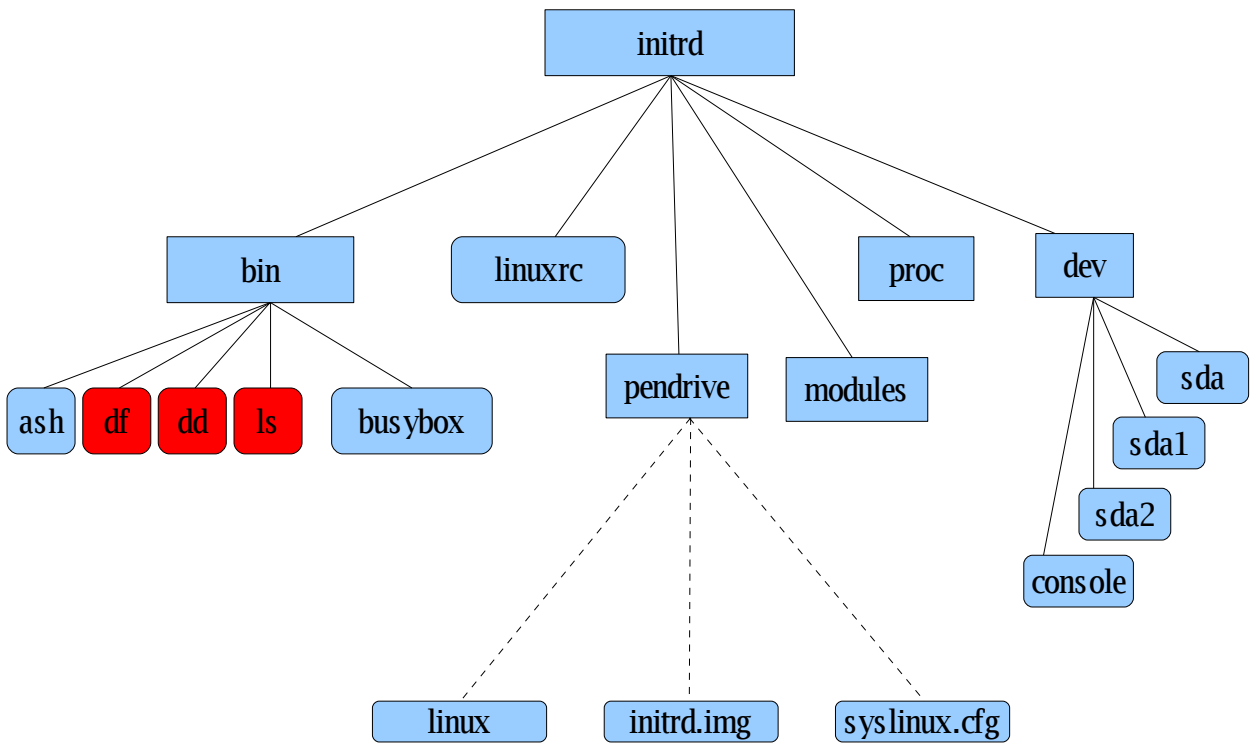 initrd
bin
linuxrc
proc
dev
pendrive
modules
sda
ash
df
dd
ls
busybox
sda1
sda2
console
linux
initrd.img
syslinux.cfg